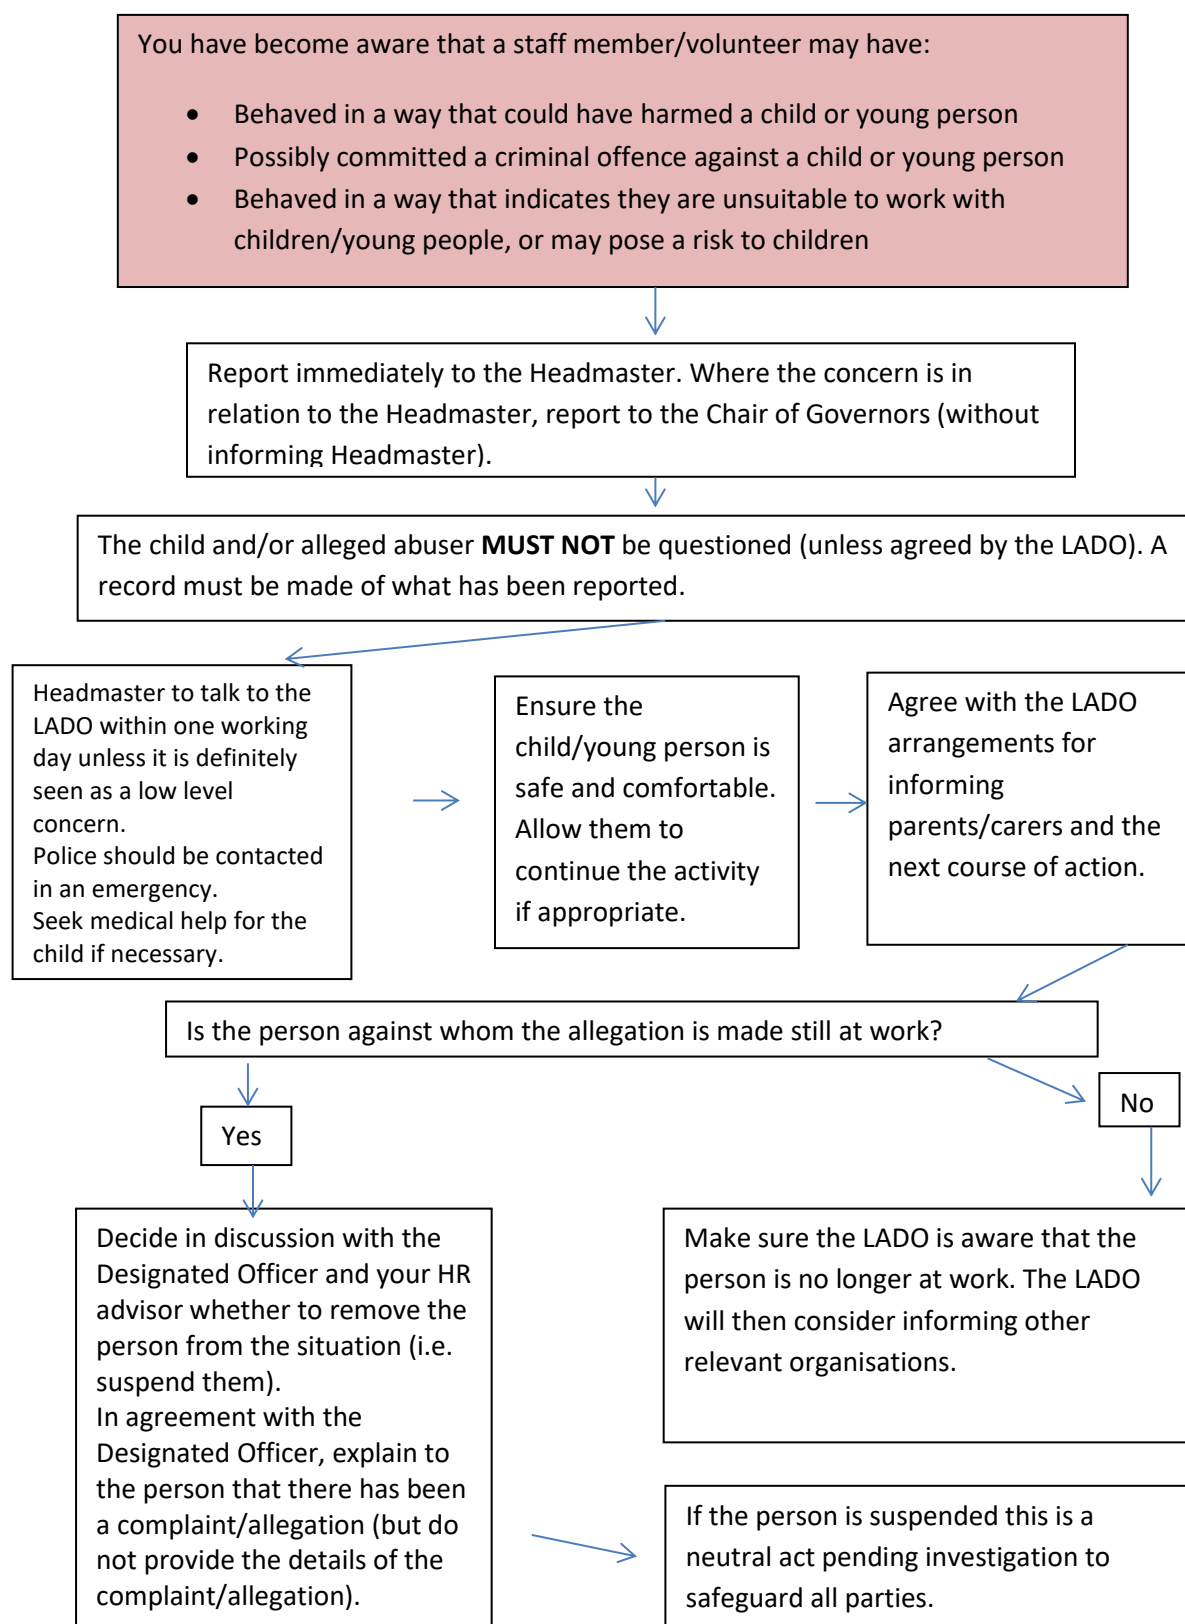 You have become aware that a staff member/volunteer may have:
• Behaved in a way that could have harmed a child or young person
• Possibly committed a criminal offence against a child or young person
• Behaved in a way that indicates they are unsuitable to work with
children/young people, or may pose a risk to children
Report immediately to the Headmaster. Where the concern is in
relation to the Headmaster, report to the Chair of Governors (without
informing Headmaster).
The child and/or alleged abuser MUST NOT be questioned (unless agreed by the LADO). A
record must be made of what has been reported.
Headmaster to talk to the
LADO within one working
day unless it is definitely
seen as a low level
concern.
Police should be contacted
in an emergency.
Seek medical help for the
child if necessary.
Ensure the
child/young person is
safe and comfortable.
Allow them to
continue the activity
if appropriate.
Agree with the LADO
arrangements for
informing
parents/carers and the
next course of action.
Is the person against whom the allegation is made still at work?
Yes
No
Decide in discussion with the
Designated Officer and your HR
advisor whether to remove the
person from the situation (i.e.
suspend them).
In agreement with the
Designated Officer, explain to
the person that there has been
a complaint/allegation (but do
not provide the details of the
complaint/allegation).
Make sure the LADO is aware that the
person is no longer at work. The LADO
will then consider informing other
relevant organisations.
If the person is suspended this is a
neutral act pending investigation to
safeguard all parties.